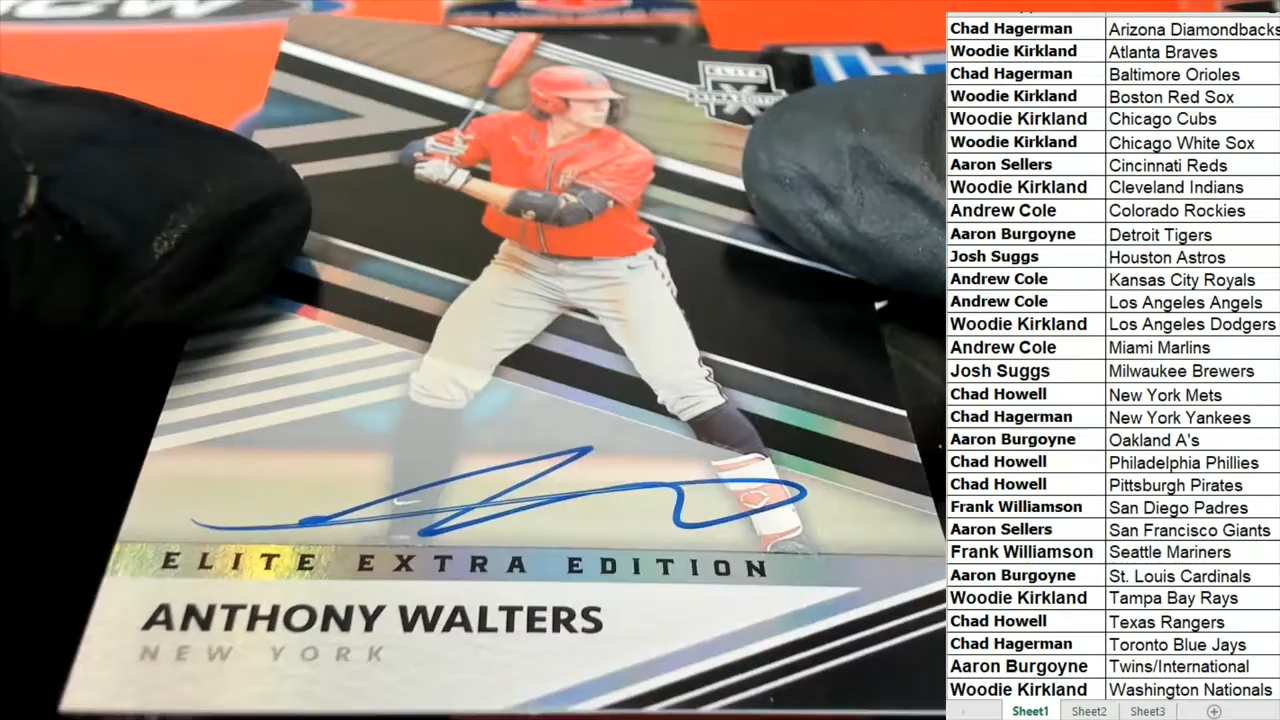 ELITE
EXTRA EDITION
X
ELITE EXTRA EDITION
ANTHONY WALTERS
NEW YORK
Chad Hagerman Arizona Diamondbacks
Woodie Kirkland Atlanta Braves
Chad Hagerman Baltimore Orioles
Woodie Kirkland Boston Red Sox
Woodie Kirkland Chicago Cubs
Woodie Kirkland Chicago White Sox
Aaron Sellers Cincinnati Reds
Woodie Kirkland Cleveland Indians
Andrew Cole Colorado Rockies
Aaron Burgoyne Detroit Tigers
Josh Suggs Houston Astros
Andrew Cole Kansas City Royals
Andrew Cole Los Angeles Angels
Woodie Kirkland Los Angeles Dodgers
Andrew Cole Miami Marlins
Josh Suggs Milwaukee Brewers
Chad Howell New York Mets
Chad Hagerman New York Yankees
Aaron Burgoyne Oakland A's
Chad Howell Philadelphia Phillies
Chad Howell Pittsburgh Pirates
Frank Williamson San Diego Padres
Aaron Sellers San Francisco Giants
Frank Williamson Seattle Mariners
Aaron Burgoyne St. Louis Cardinals
Woodie Kirkland Tampa Bay Rays
Chad Howell Texas Rangers
Chad Hagerman Toronto Blue Jays
Aaron Burgoyne Twins/International
Woodie Kirkland Washington Nationals
Sheet1 Sheet2 Sheet3